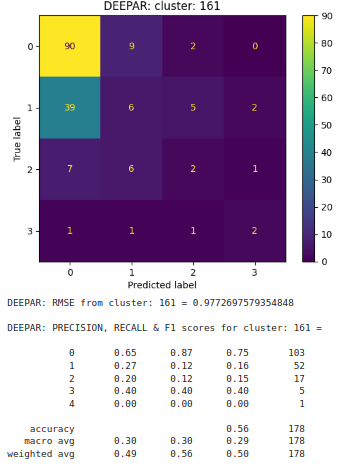 DEEPAR: cluster: 161
90
0 90 9 2 0
80
70
1 39 6 5 2
60
50
True label
40
2 7 6 2 1
30
20
3 1 1 1 2
10
0
0 1 2 3
Predicted label
DEEPAR: RMSE from cluster: 161 = 0.9772697579354848
DEEPAR: PRECISION, RECALL & F1 scores for cluster: 161 =
0 0.65 0.87 0.75 103
1 0.27 0.12 0.16 52
2 0.20 0.12 0.15 17
3 0.40 0.40 0.40 5
4 0.00 0.00 0.00 1
accuracy 0.56 178
macro avg 0.30 0.30 0.29 178
weighted avg 0.49 0.56 0.50 178